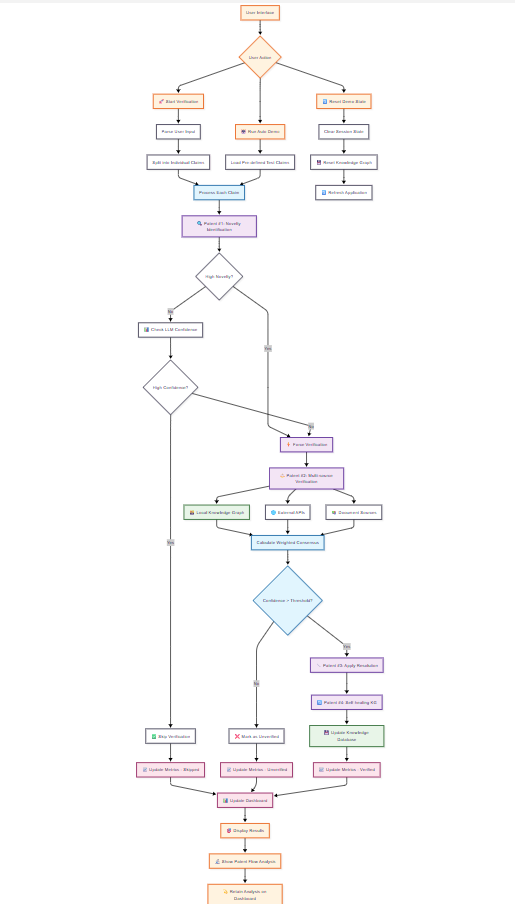 User Interface
User Action
🚀 Start Verification
🔄 Reset Demo State
Parse User Input
Run Auto Demo
Clear Session State
Split into Individual Claims
Load Pre-defined Test Claims
Reset Knowledge Graph
Process Each Claim
🔄 Refresh Application
🔍 Patent #1: Novelty
Identification
High Novelty?
No
📊 Check LLM Confidence
Yes
High Confidence?
No
Force Verification
Patent #2: Multi-source
Verification
Local Knowledge Graph
🌐 External APIs
Document Sources
Yes
Calculate Weighted Consensus
Confidence > Threshold?
Yes
Patent #3: Apply Resolution
No
Patent #4: Self-healing KG
✅ Skip Verification
❌ Mark as Unverified
💾 Update Knowledge
Database
Update Metrics - Skipped
Update Metrics - Unverified
Update Metrics - Verified
📊 Update Dashboard
Display Results
Show Patent Flow Analysis
Return Analysis on
Dashboard